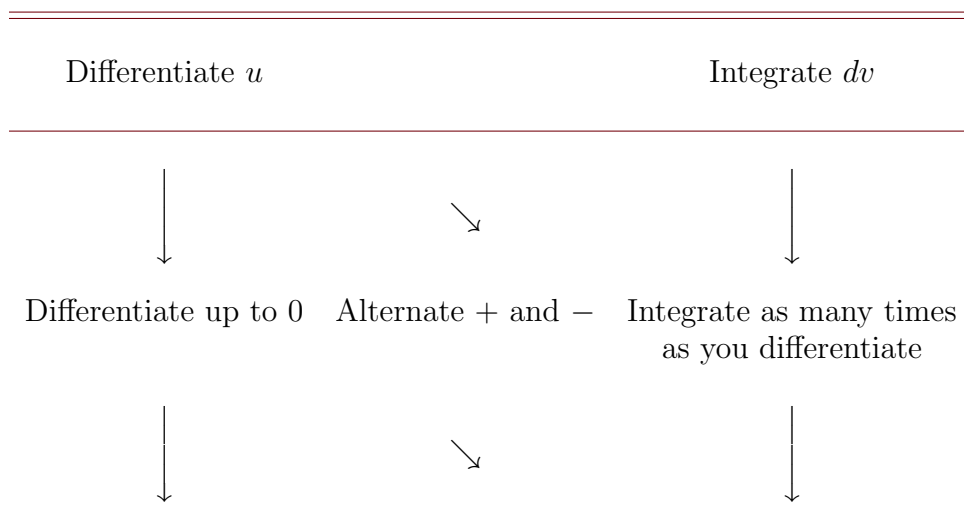 Differentiate u
Integrate dv
Differentiate up to 0
Alternate + and −
Integrate as many times
as you differentiate